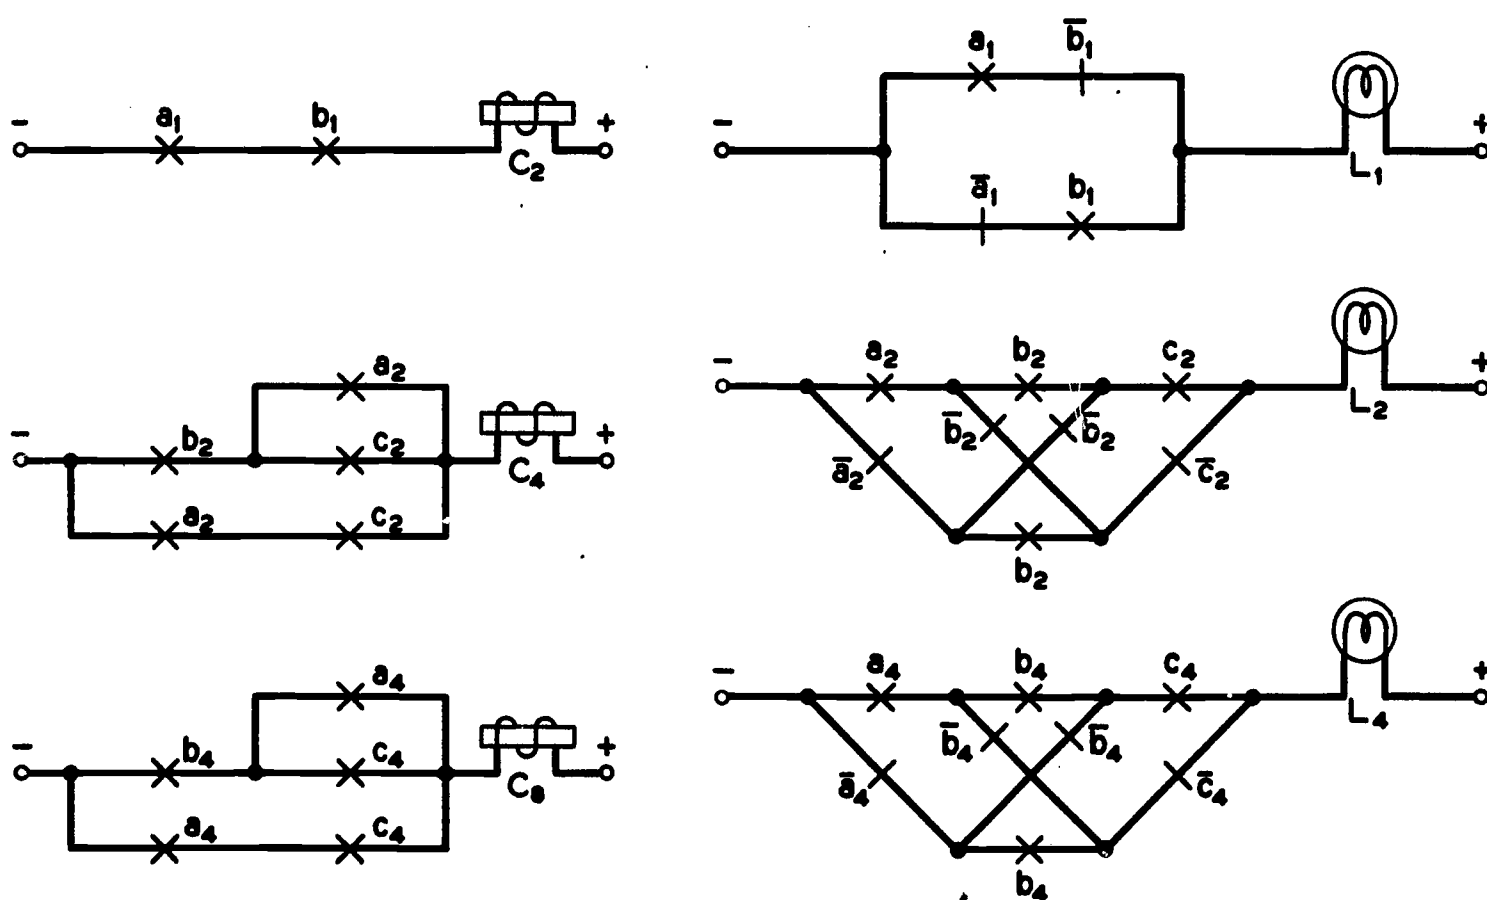 a₁ b₁ C₂ − +
a₁ b̄₁ ā₁ b₁ L₁ − +
a₂ b₂ c₂ a₂ c₂ C₄ − +
a₂ b₂ c₂ b̄₂ b̄₂ ā₂ c̄₂ b₂ L₂ − +
a₄ b₄ c₄ a₄ c₄ C₈ − +
a₄ b₄ c₄ b̄₄ b̄₄ ā₄ c̄₄ b₄ L₄ − +